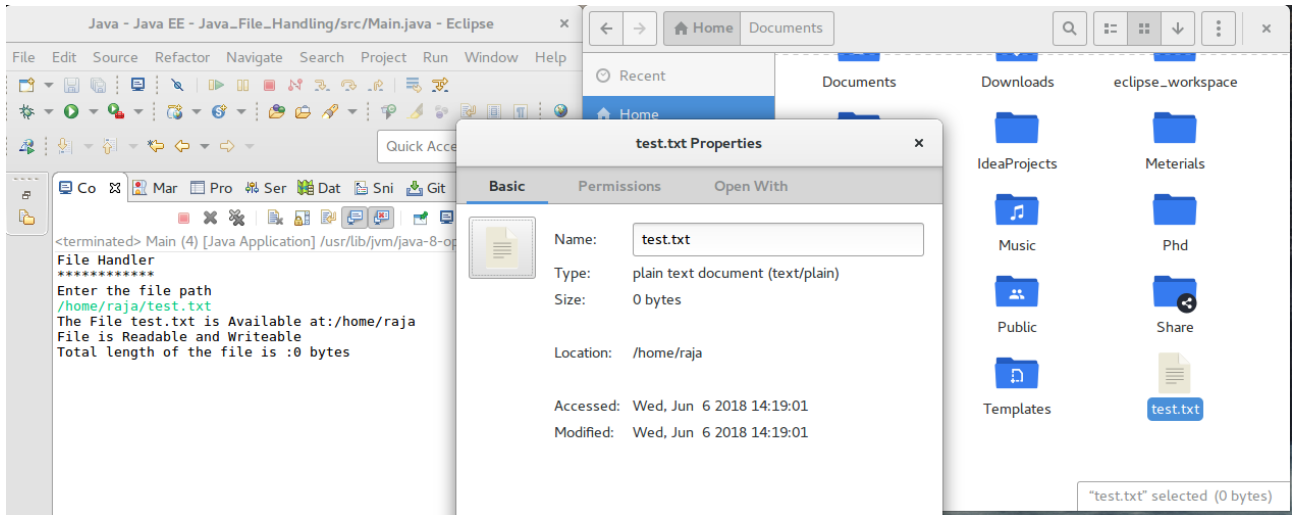 Java - Java EE - Java_File_Handling/src/Main.java - Eclipse
File Edit Source Refactor Navigate Search Project Run Window Help
Quick Acce
Co Mar Pro Ser Dat Sni Git
<terminated> Main (4) [Java Application] /usr/lib/jvm/java-8-op
File Handler
************
Enter the file path
/home/raja/test.txt
The File test.txt is Available at:/home/raja
File is Readable and Writeable
Total length of the file is :0 bytes
Home Documents
Recent
Home
Documents Downloads eclipse_workspace
IdeaProjects Meterials
Music Phd
Public Share
Templates test.txt
"test.txt" selected (0 bytes)
test.txt Properties
Basic Permissions Open With
Name: test.txt
Type: plain text document (text/plain)
Size: 0 bytes
Location: /home/raja
Accessed: Wed, Jun 6 2018 14:19:01
Modified: Wed, Jun 6 2018 14:19:01